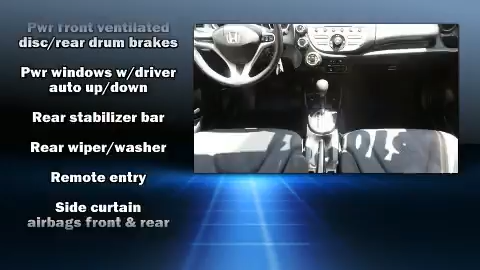 Pwr front ventilated
disc/rear drum brakes
Pwr windows w/driver
auto up/down
Rear stabilizer bar
Rear wiper/washer
Remote entry
Side curtain
airbags front & rear